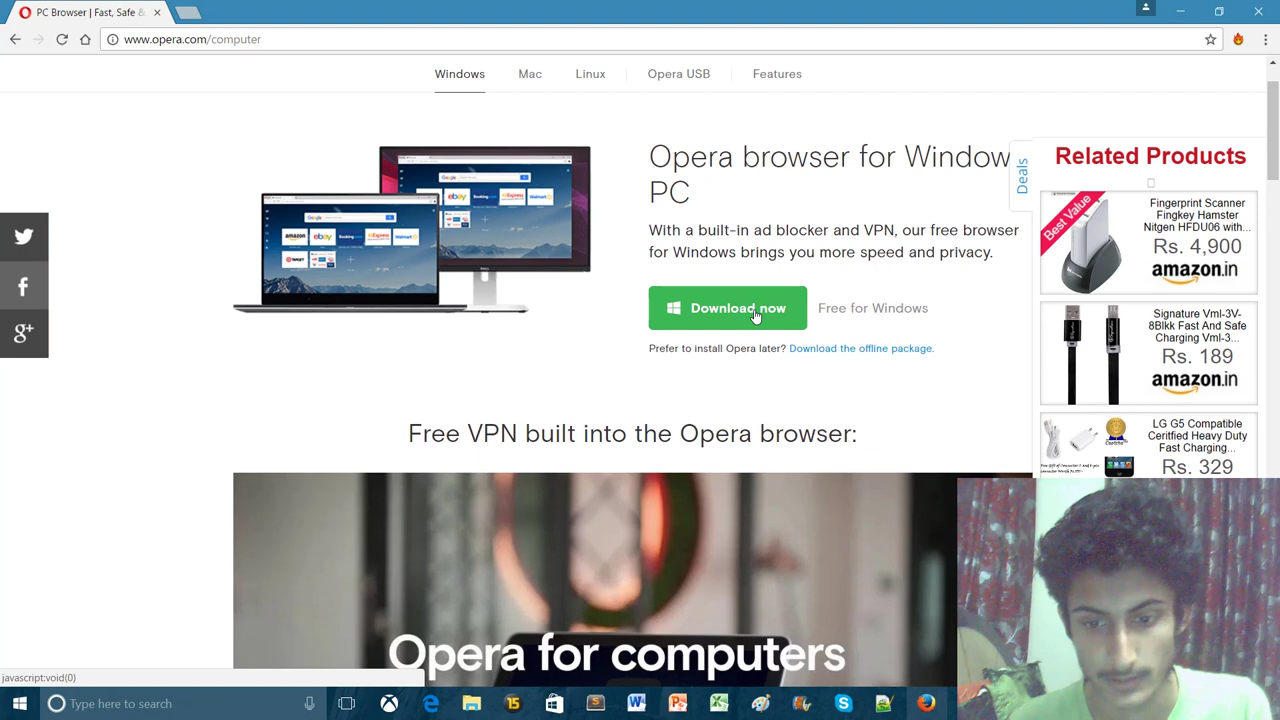 PC Browser | Fast, Safe &
www.opera.com/computer
Windows
Mac
Linux
Opera USB
Features
Opera browser for Window
PC
With a built-in ad blocker and VPN, our free browser
for Windows brings you more speed and privacy.
Download now
Free for Windows
Prefer to install Opera later? Download the offline package.
Free VPN built into the Opera browser:
Opera for computers
Deals
Related Products
Best Value
Fingerprint Scanner
Fingkey Hamster
Nitgen HFDU06 with...
Rs. 4,900
amazon.in
Signature Vml-3V-
8Blkk Fast And Safe
Charging Vml-3...
Rs. 189
amazon.in
LG G5 Compatible
Ceritfied Heavy Duty
Fast Charging...
Rs. 329
javascript:void(0)
Type here to search